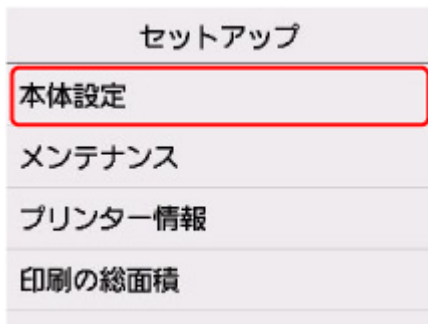 セットアップ
本体設定
メンテナンス
プリンター情報
印刷の総面積